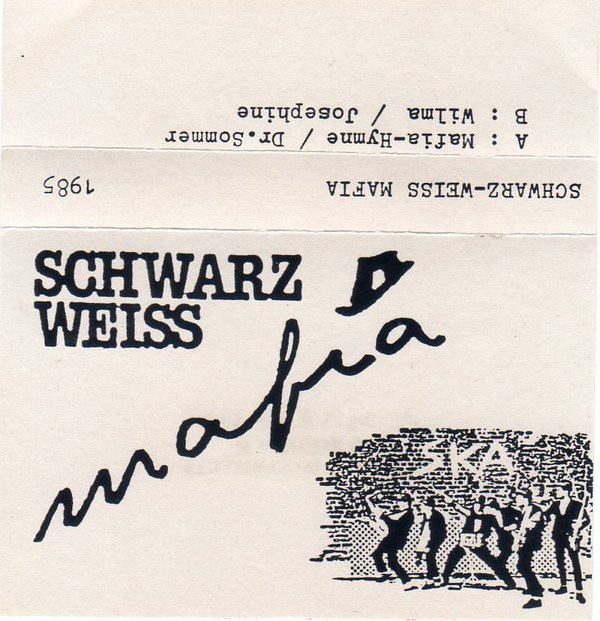 B : Wilma / Josephine
A : Mafia-Hymne / Dr.Sommer
1985 SCHWARZ-WEISS MAFIA
SCHWARZ
WEISS
mafia
SKA